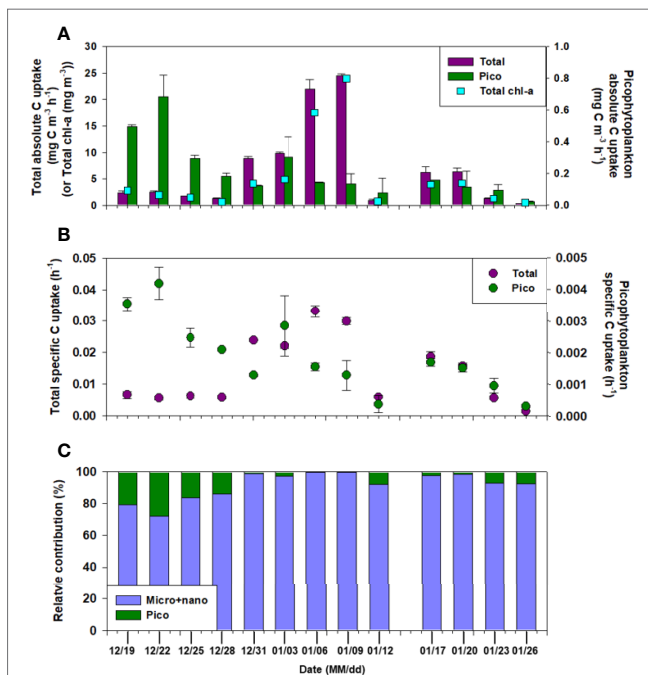 A
Total absolute C uptake
(mg C m⁻³ h⁻¹)
(or Total chl-a (mg m⁻³))
30
25
20
15
10
5
0
Total
Pico
Total chl-a
1.0
0.8
0.6
0.4
0.2
0.0
Picophytoplankton
absolute C uptake
(mg C m⁻³ h⁻¹)
B
Total specific C uptake (h⁻¹)
0.05
0.04
0.03
0.02
0.01
0.00
Total
Pico
0.005
0.004
0.003
0.002
0.001
0.000
Picophytoplankton
specific C uptake (h⁻¹)
C
Relative contribution (%)
100
80
60
40
20
0
Micro+nano
Pico
12/19 12/22 12/25 12/28 12/31 01/03 01/06 01/09 01/12 01/17 01/20 01/23 01/26
Date (MM/dd)